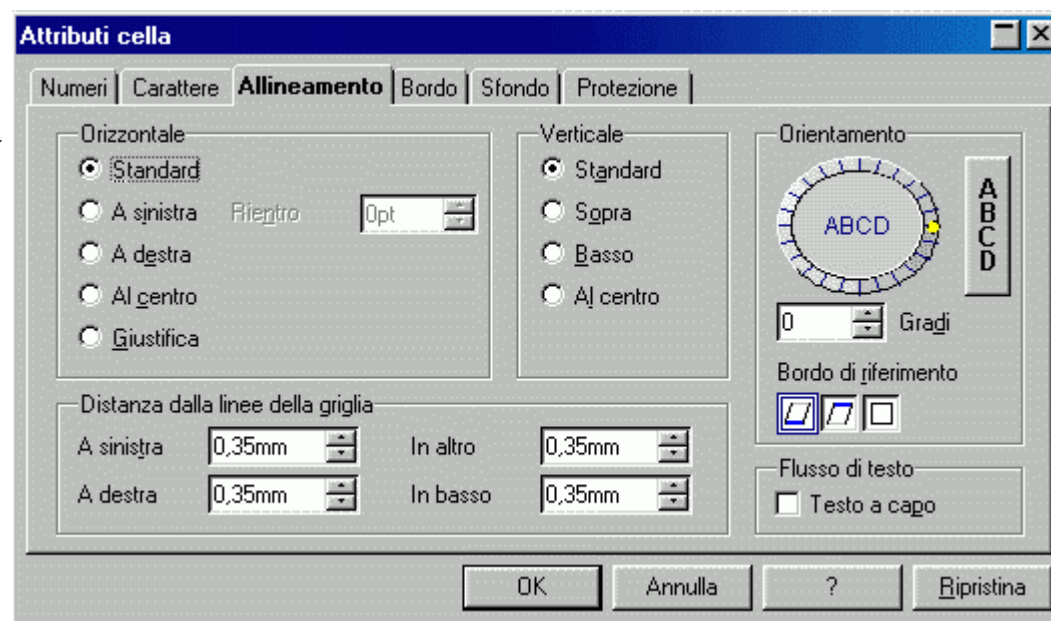 Attributi cella
Numeri Carattere Allineamento Bordo Sfondo Protezione
Orizzontale
Standard
A sinistra Rientro 0pt
A destra
Al centro
Giustifica
Verticale
Standard
Sopra
Basso
Al centro
Orientamento
ABCD
ABCD
0 Gradi
Bordo di riferimento
Distanza dalla linee della griglia
A sinistra 0,35mm In altro 0,35mm
A destra 0,35mm In basso 0,35mm
Flusso di testo
Testo a capo
OK Annulla ? Ripristina